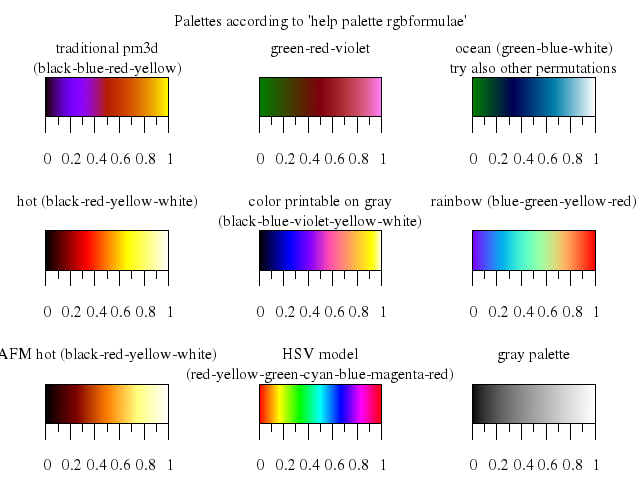 Palettes according to 'help palette rgbformulae'
traditional pm3d
(black-blue-red-yellow)
0 0.2 0.4 0.6 0.8 1
green-red-violet
0 0.2 0.4 0.6 0.8 1
ocean (green-blue-white)
try also other permutations
0 0.2 0.4 0.6 0.8 1
hot (black-red-yellow-white)
0 0.2 0.4 0.6 0.8 1
color printable on gray
(black-blue-violet-yellow-white)
0 0.2 0.4 0.6 0.8 1
rainbow (blue-green-yellow-red)
0 0.2 0.4 0.6 0.8 1
AFM hot (black-red-yellow-white)
0 0.2 0.4 0.6 0.8 1
HSV model
(red-yellow-green-cyan-blue-magenta-red)
0 0.2 0.4 0.6 0.8 1
gray palette
0 0.2 0.4 0.6 0.8 1